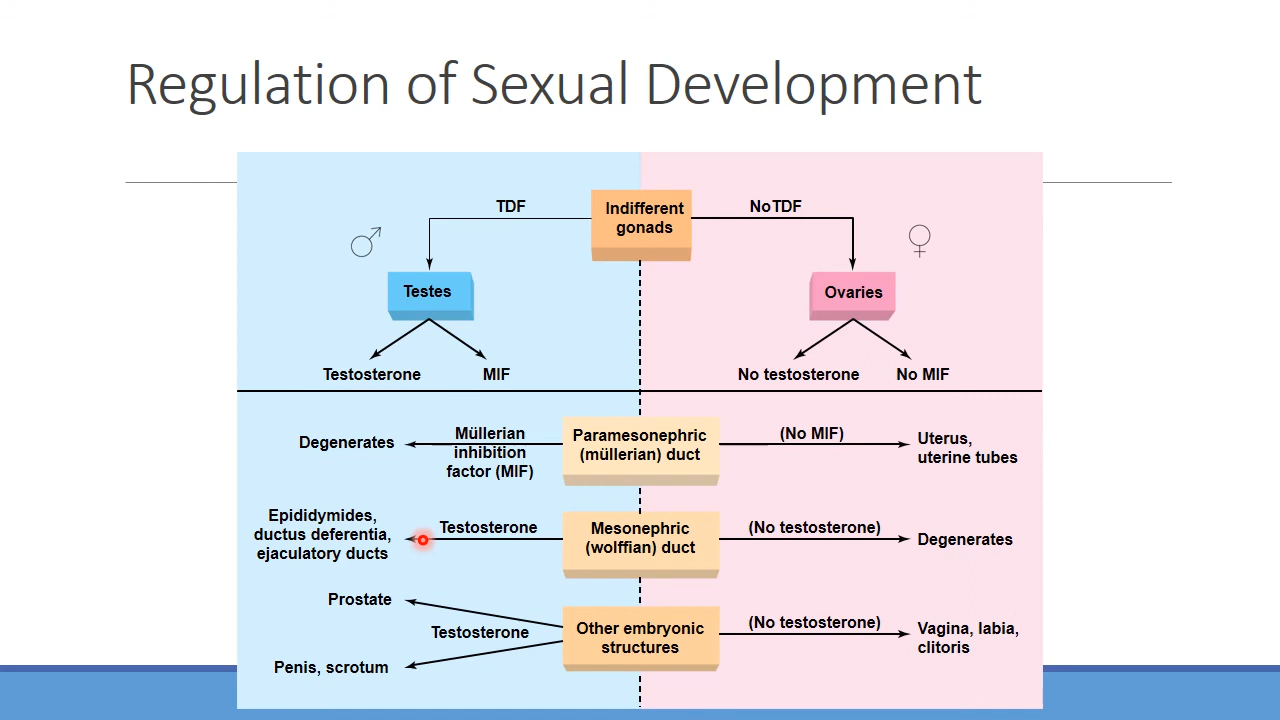 Regulation of Sexual Development
TDF
Indifferent
gonads
No TDF
Testes
Ovaries
Testosterone
MIF
No testosterone
No MIF
Degenerates
Müllerian
inhibition
factor (MIF)
Paramesonephric
(müllerian) duct
(No MIF)
Uterus,
uterine tubes
Epididymides,
ductus deferentia,
ejaculatory ducts
Testosterone
Mesonephric
(wolffian) duct
(No testosterone)
Degenerates
Prostate
Testosterone
Penis, scrotum
Other embryonic
structures
(No testosterone)
Vagina, labia,
clitoris